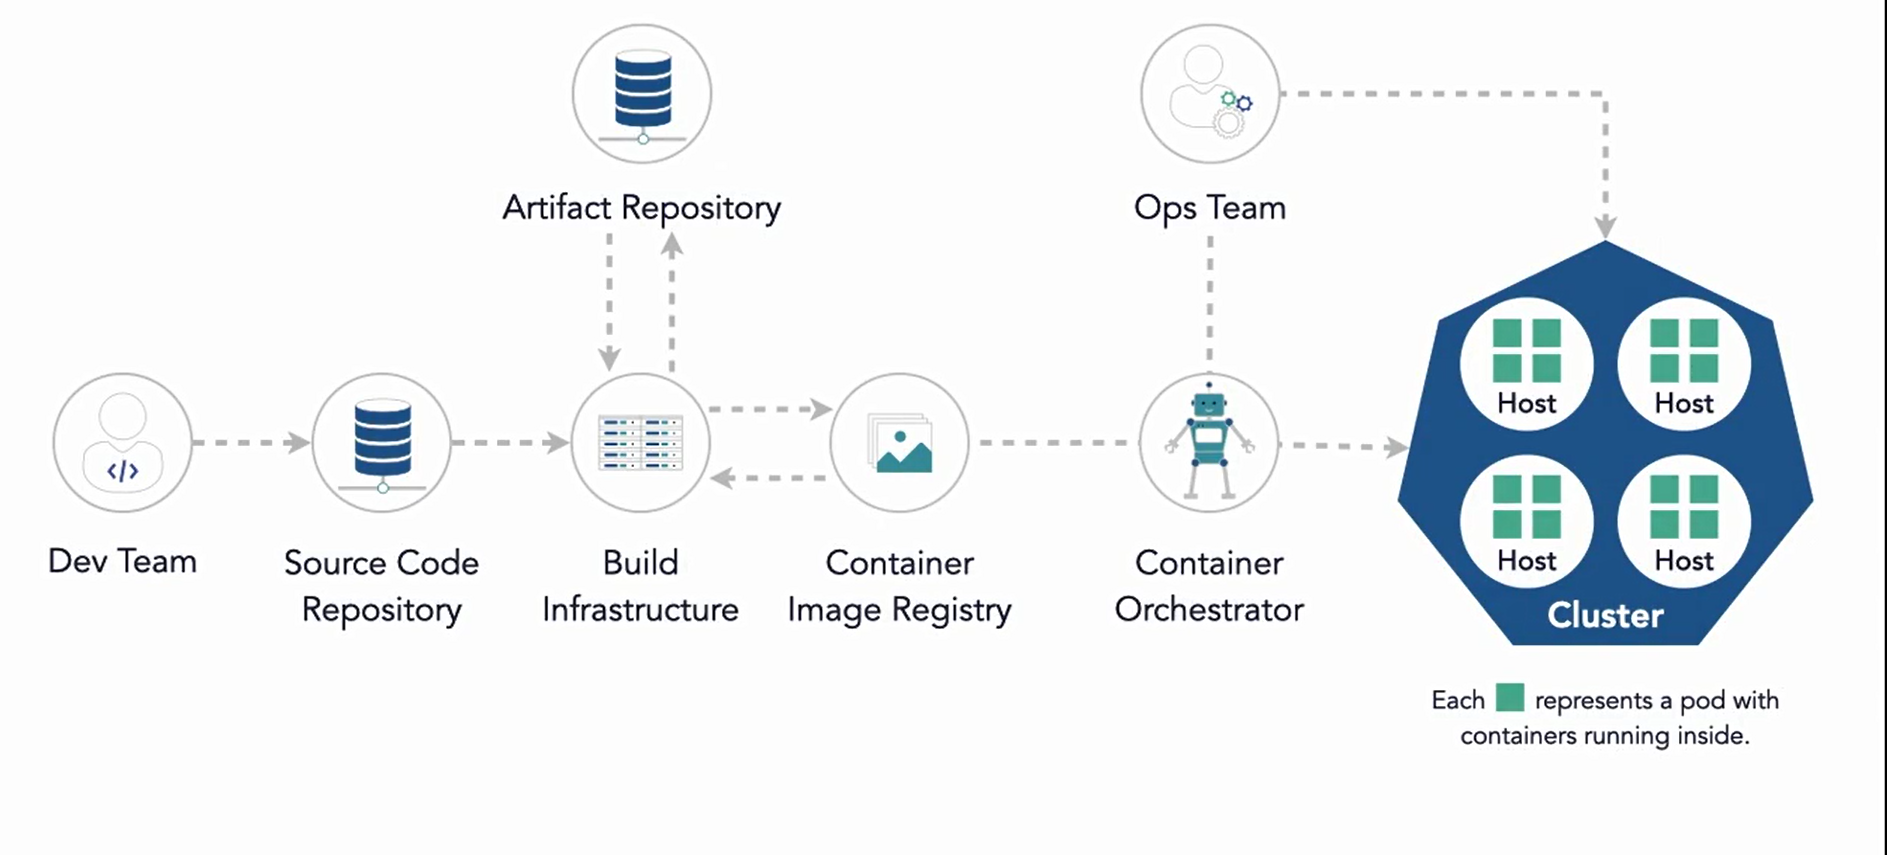 Artifact Repository
Ops Team
Host
Host
Host
Host
Cluster
Dev Team
Source Code
Repository
Build
Infrastructure
Container
Image Registry
Container
Orchestrator
Each represents a pod with
containers running inside.